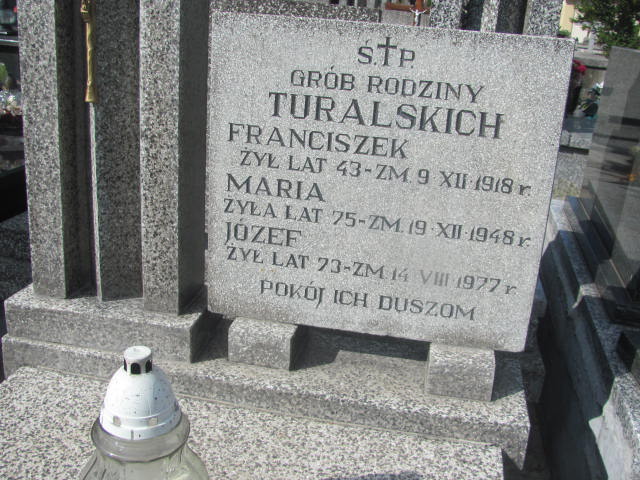 Ś.†P.
GRÓB RODZINY
TURALSKICH
FRANCISZEK
ŻYŁ LAT 43-ZM. 9 XII 1918 r.
MARIA
ŻYŁA LAT 75-ZM. 19·XII·1948 r.
JÓZEF
ŻYŁ LAT 73-ZM. 14 VIII 1977 r.
POKÓJ ICH DUSZOM